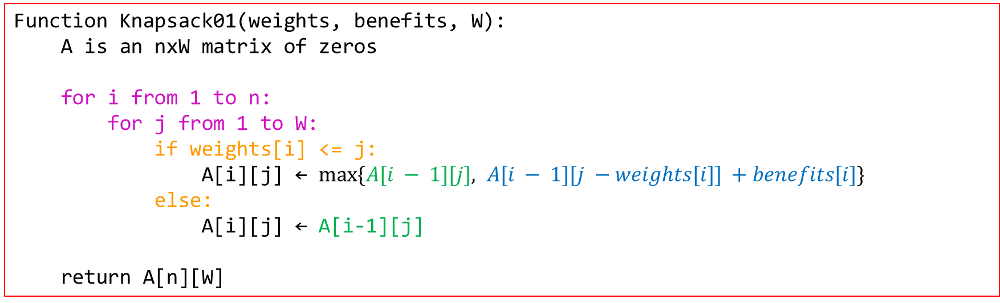 Function Knapsack01(weights, benefits, W):
    A is an nxW matrix of zeros

    for i from 1 to n:
        for j from 1 to W:
            if weights[i] <= j:
                A[i][j] ← max{A[i − 1][j], A[i − 1][j − weights[i]] + benefits[i]}
            else:
                A[i][j] ← A[i-1][j]

    return A[n][W]